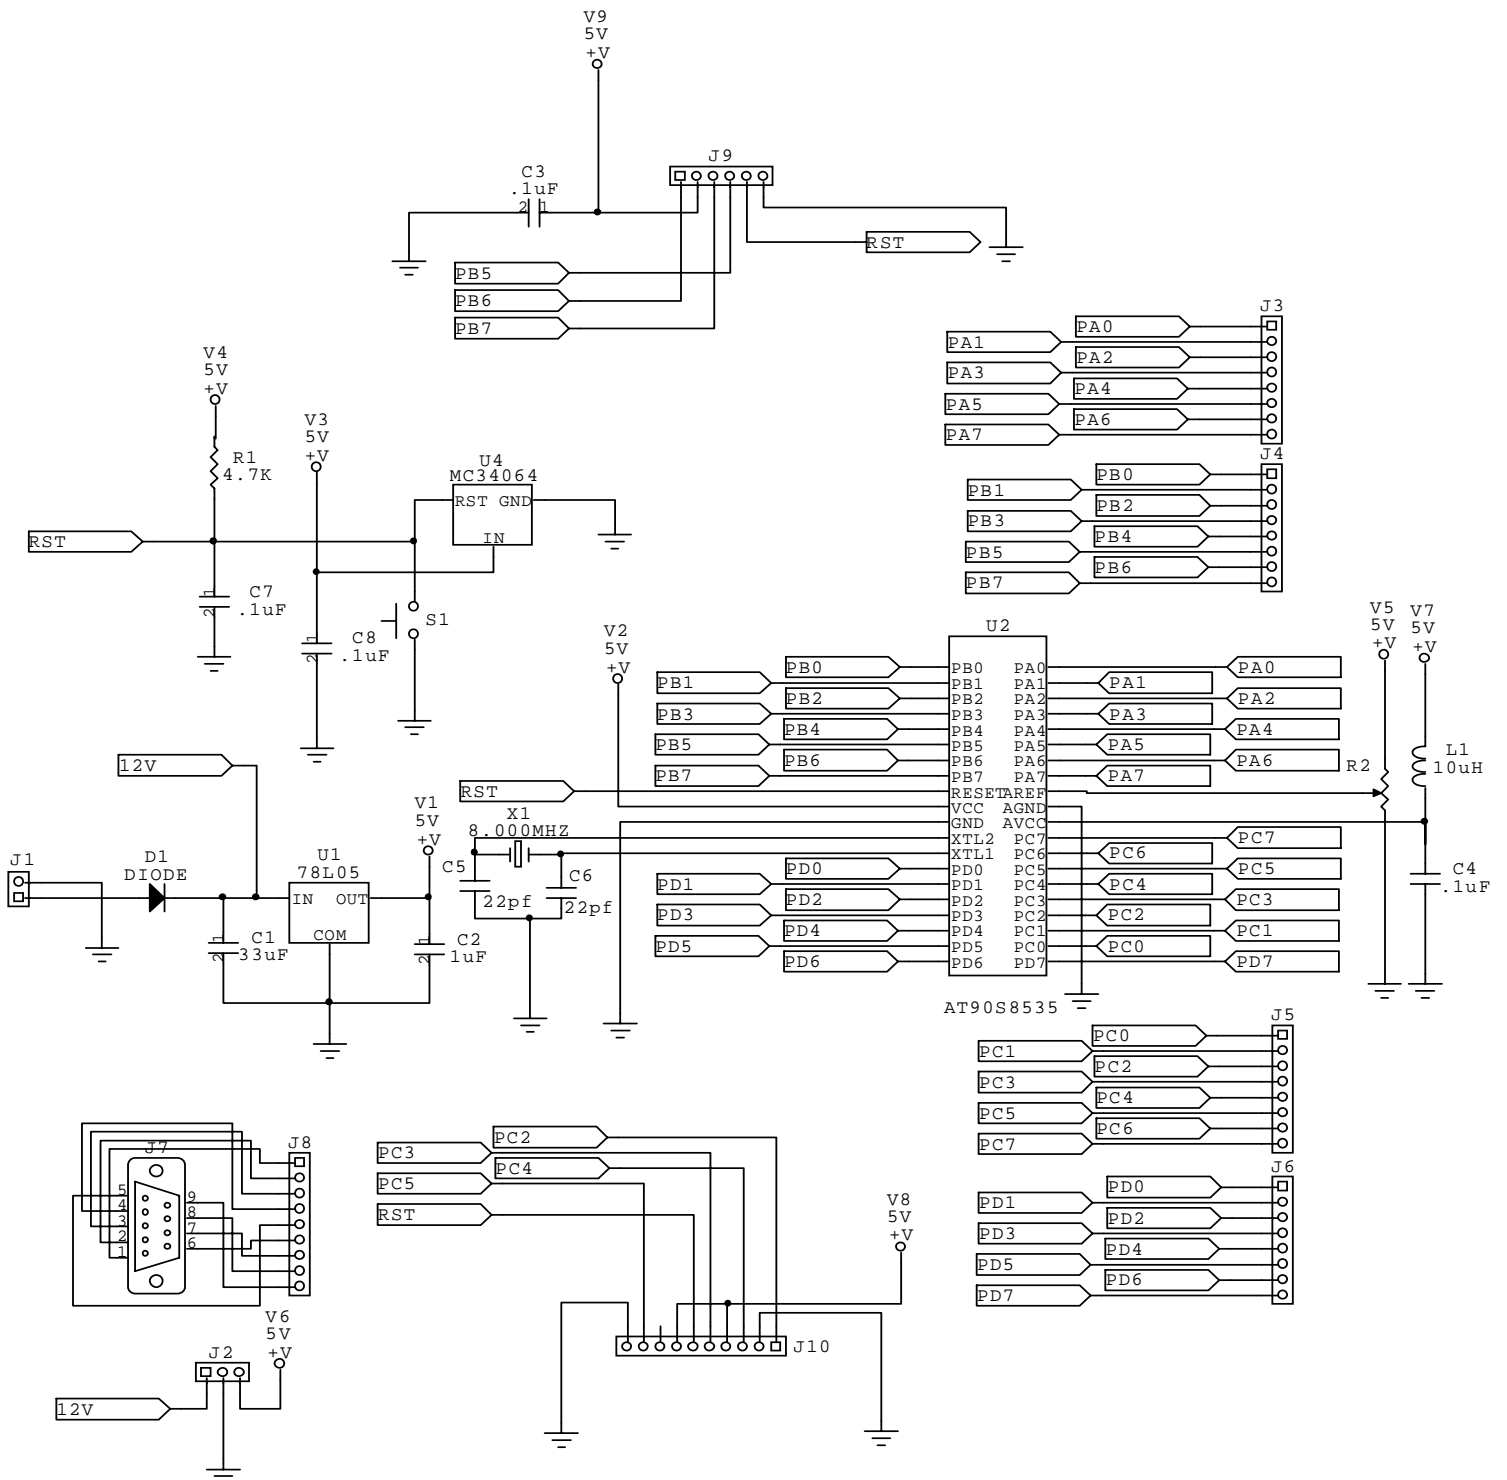 V9
5V
+V
J9
C3
.1uF
2 1
RST
PB5
PB6
PB7
J3
PA0
PA1
PA2
PA3
PA4
PA5
PA6
PA7
V4
5V
+V
V3
5V
+V
R1
4.7K
U4
MC34064
RST GND
IN
RST
J4
PB0
PB1
PB2
PB3
PB4
PB5
PB6
PB7
1
2
C7
.1uF
1
2
C8
.1uF
S1
V2
5V
+V
U2
V5
5V
+V
V7
5V
+V
PB0
PB1
PB2
PB3
PB4
PB5
PB6
PB7
RST
PB0 PA0
PB1 PA1
PB2 PA2
PB3 PA3
PB4 PA4
PB5 PA5
PB6 PA6
PB7 PA7
RESET AREF
VCC AGND
GND AVCC
XTL2 PC7
XTL1 PC6
PD0 PC5
PD1 PC4
PD2 PC3
PD3 PC2
PD4 PC1
PD5 PC0
PD6 PD7
AT90S8535
PA0
PA1
PA2
PA3
PA4
PA5
PA6
PA7
R2
L1
10uH
PC7
PC6
PC5
PC4
PC3
PC2
PC1
PC0
PD7
C4
.1uF
12V
V1
5V
+V
X1
8.000MHZ
C5
22pf
C6
22pf
PD0
PD1
PD2
PD3
PD4
PD5
PD6
J1
D1
DIODE
U1
78L05
IN OUT
COM
1
2
C1
33uF
1
2
C2
1uF
J5
PC0
PC1
PC2
PC3
PC4
PC5
PC6
PC7
J7
J8
5
4
3
2
1
9
8
7
6
PC2
PC3
PC4
PC5
RST
V8
5V
+V
J10
J6
PD0
PD1
PD2
PD3
PD4
PD5
PD6
PD7
V6
5V
+V
J2
12V